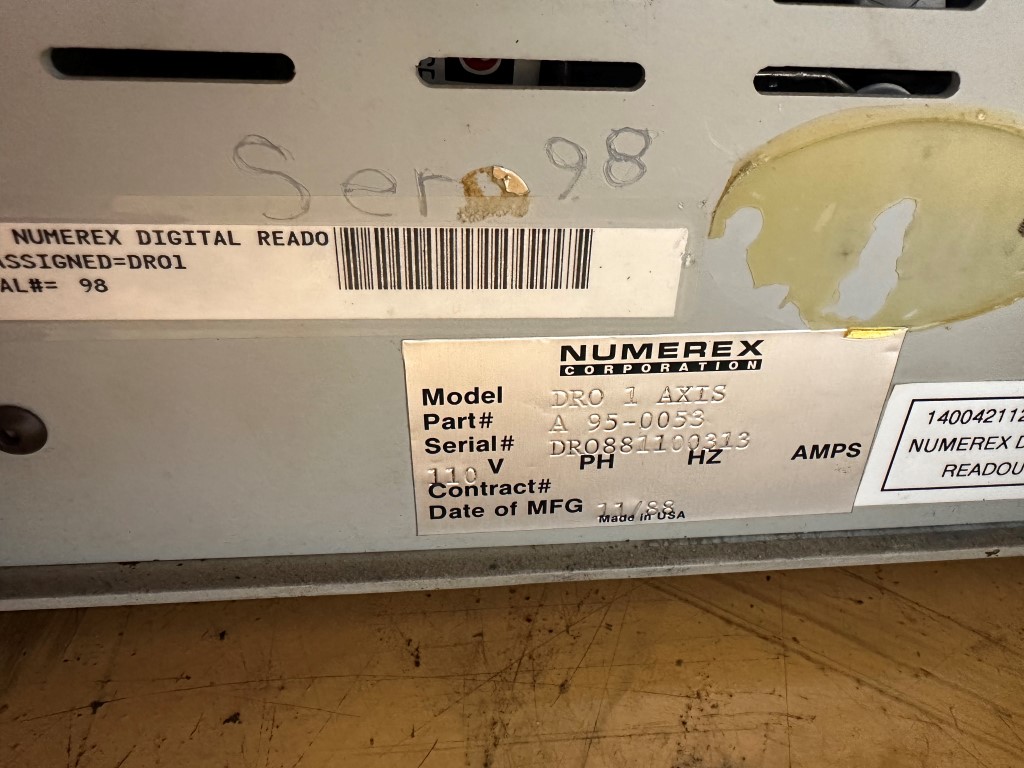 Ser 98
NUMEREX DIGITAL READO
ASSIGNED=DRO1
AL#= 98
NUMEREX
CORPORATION
Model DRO 1 AXIS
Part# A 95-0053
Serial# DRO881100313
110 V PH HZ AMPS
Contract#
Date of MFG 11/88
Made in USA
140042112
NUMEREX D
READOU